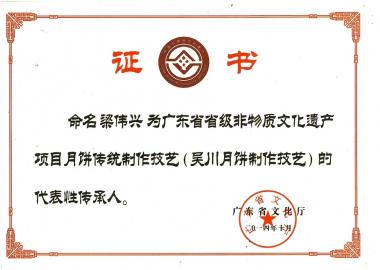 证书
命名梁伟兴为广东省省级非物质文化遗产
项目月饼传统制作技艺(吴川月饼制作技艺)的
代表性传承人。
广东省文化厅
二〇一四年十月